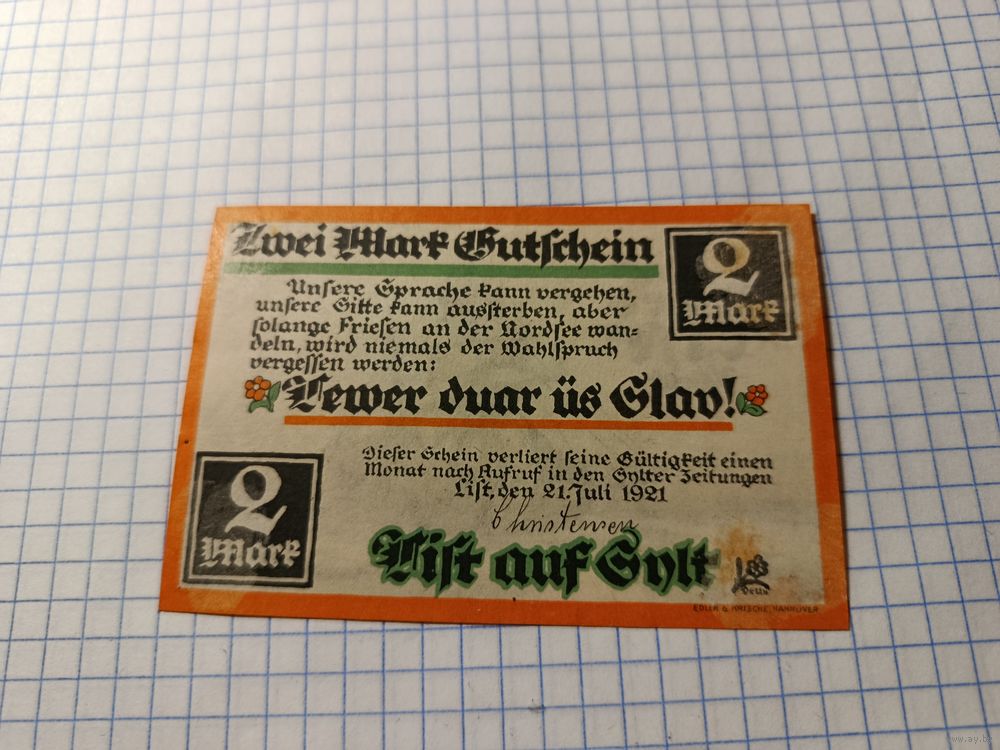 Zwei Mark Gutschein
2
Mark
Unsere Sprache kann vergehen,
unsere Sitte kann aussterben, aber
solange Friesen an der Nordsee wan=
deln, wird niemals der Wahlspruch
vergessen werden:
Lewer duar üs Slav!
Dieser Schein verliert seine Gültigkeit einen
Monat nach Aufruf in den Sylter Zeitungen
List, den 21. Juli 1921
Christensen
2
Mark
List auf Sylt
EDLER & KRISCHE, HANNOVER
www.ay.by